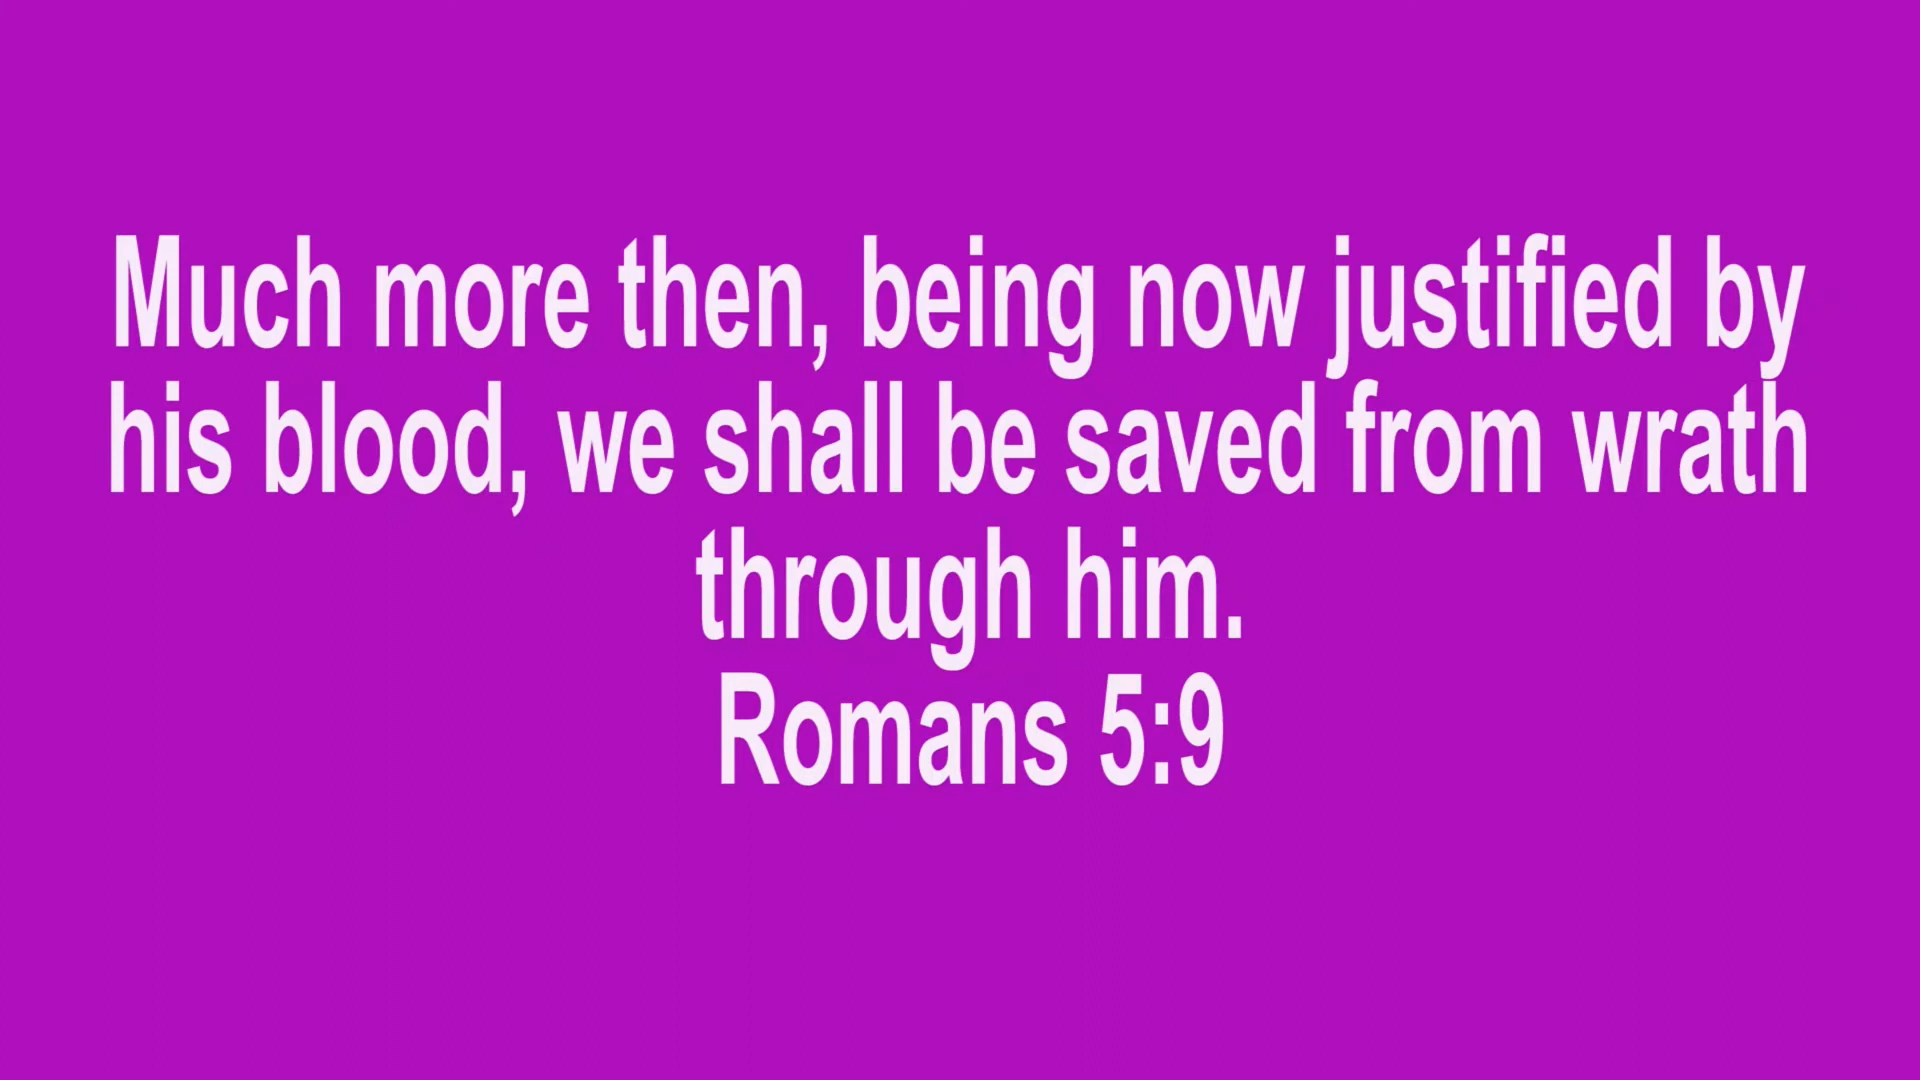 Much more then, being now justified by
his blood, we shall be saved from wrath
through him.
Romans 5:9